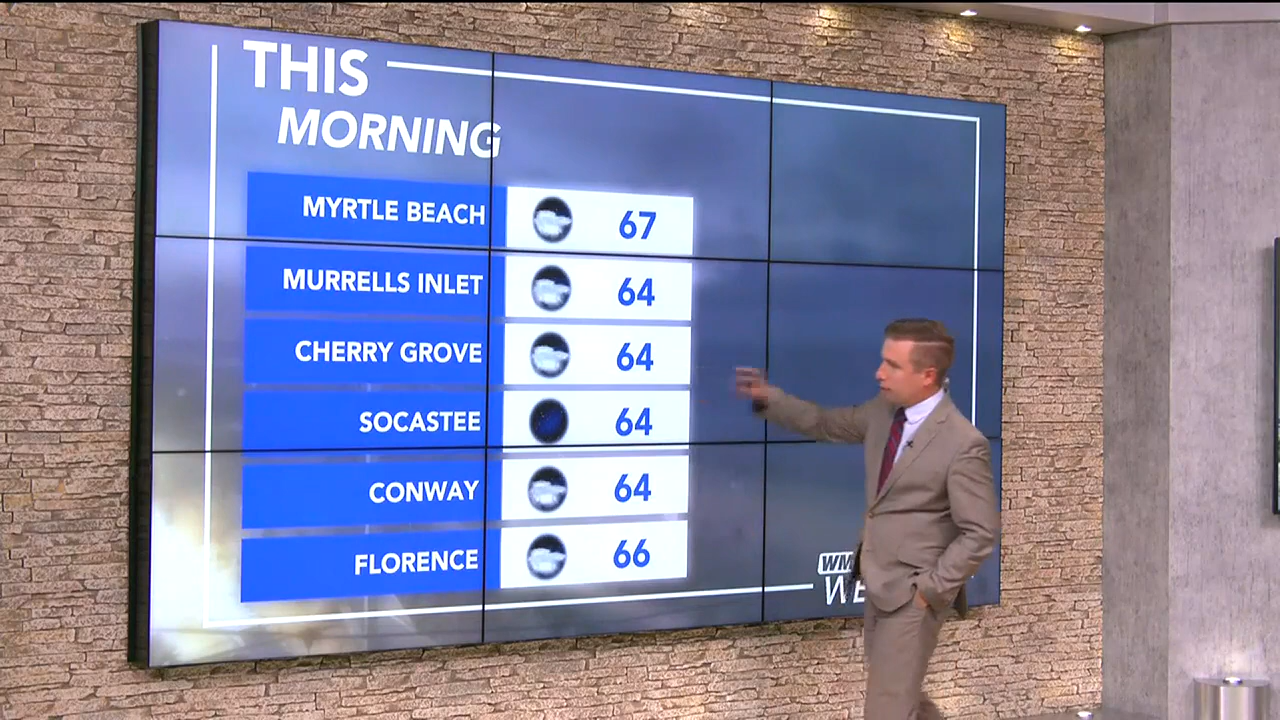 THIS
MORNING
MYRTLE BEACH 67
MURRELLS INLET 64
CHERRY GROVE 64
SOCASTEE 64
CONWAY 64
FLORENCE 66